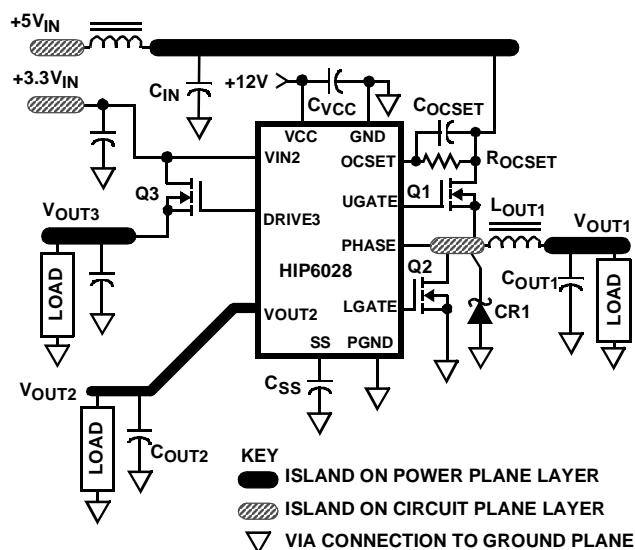 +5VIN
+3.3VIN
CIN
+12V
CVCC
COCSET
VCC
GND
VIN2
OCSET
ROCSET
Q3
UGATE
Q1
LOUT1
VOUT3
DRIVE3
VOUT1
PHASE
HIP6028
Q2
COUT1
LOAD
LOAD
VOUT2
LGATE
CR1
SS
PGND
VOUT2
CSS
LOAD
COUT2
KEY
ISLAND ON POWER PLANE LAYER
ISLAND ON CIRCUIT PLANE LAYER
VIA CONNECTION TO GROUND PLANE